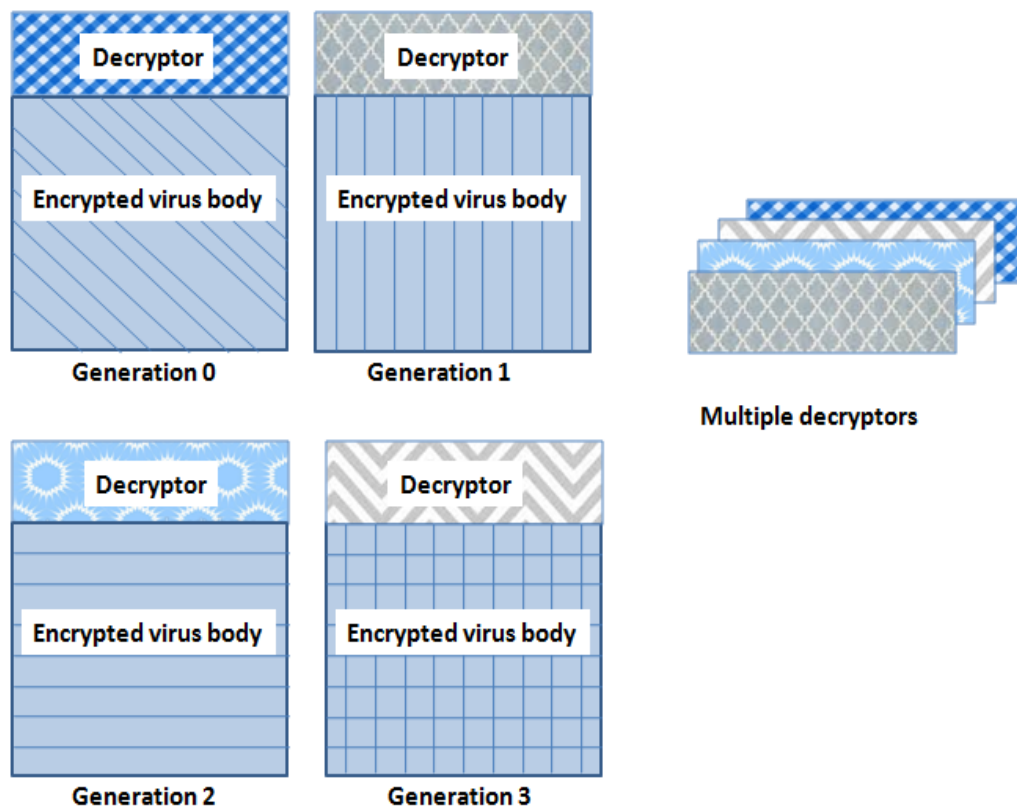 Decryptor
Encrypted virus body
Generation 0
Decryptor
Encrypted virus body
Generation 1
Multiple decryptors
Decryptor
Encrypted virus body
Generation 2
Decryptor
Encrypted virus body
Generation 3